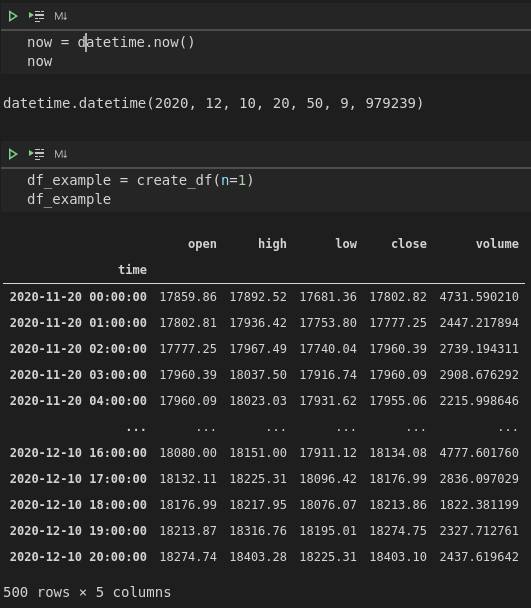 M↓
now = datetime.now()
now
datetime.datetime(2020, 12, 10, 20, 50, 9, 979239)
M↓
df_example = create_df(n=1)
df_example
open high low close volume
time
2020-11-20 00:00:00 17859.86 17892.52 17681.36 17802.82 4731.590210
2020-11-20 01:00:00 17802.81 17936.42 17753.80 17777.25 2447.217894
2020-11-20 02:00:00 17777.25 17967.49 17740.04 17960.39 2739.194311
2020-11-20 03:00:00 17960.39 18037.50 17916.74 17960.09 2908.676292
2020-11-20 04:00:00 17960.09 18023.03 17931.62 17955.06 2215.998646
... ... ... ... ... ...
2020-12-10 16:00:00 18080.00 18151.00 17911.12 18134.08 4777.601760
2020-12-10 17:00:00 18132.11 18225.31 18096.42 18176.99 2836.097029
2020-12-10 18:00:00 18176.99 18217.95 18076.07 18213.86 1822.381199
2020-12-10 19:00:00 18213.87 18316.76 18195.01 18274.75 2327.712761
2020-12-10 20:00:00 18274.74 18403.28 18225.31 18403.10 2437.619642
500 rows × 5 columns